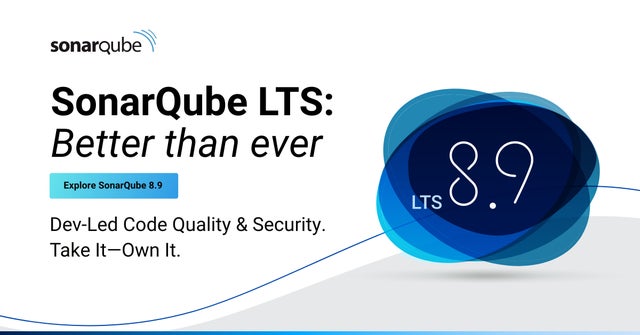 sonarqube
SonarQube LTS:
Better than ever
Explore SonarQube 8.9
Dev-Led Code Quality & Security.
Take It—Own It.
LTS 8.9